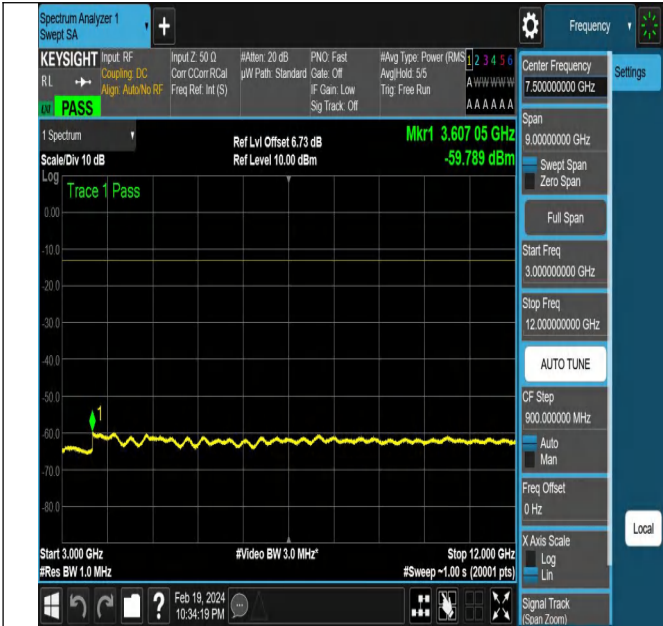 Spectrum Analyzer 1
Swept SA
Frequency
KEYSIGHT
Input: RF
Coupling: DC
Align: Auto/No RF
Input Z: 50 Ω
Corr CCorr RCal
Freq Ref: Int (S)
#Atten: 20 dB
µW Path: Standard
PNO: Fast
Gate: Off
IF Gain: Low
Sig Track: Off
#Avg Type: Power (RMS
Avg|Hold: 5/5
Trig: Free Run
1 2 3 4 5 6
A W W W W W
A A A A A A
RL
LXI
PASS
1 Spectrum
Scale/Div 10 dB
Ref Lvl Offset 6.73 dB
Ref Level 10.00 dBm
Mkr1 3.607 05 GHz
-59.789 dBm
Log
Trace 1 Pass
0.00
-10.0
-20.0
-30.0
-40.0
-50.0
-60.0
-70.0
-80.0
1
Start 3.000 GHz
#Res BW 1.0 MHz
#Video BW 3.0 MHz*
Stop 12.000 GHz
#Sweep ~1.00 s (20001 pts)
Feb 19, 2024
10:34:19 PM
Center Frequency
7.500000000 GHz
Settings
Span
9.00000000 GHz
Swept Span
Zero Span
Full Span
Start Freq
3.000000000 GHz
Stop Freq
12.000000000 GHz
AUTO TUNE
CF Step
900.000000 MHz
Auto
Man
Freq Offset
0 Hz
Local
X Axis Scale
Log
Lin
Signal Track
(Span Zoom)